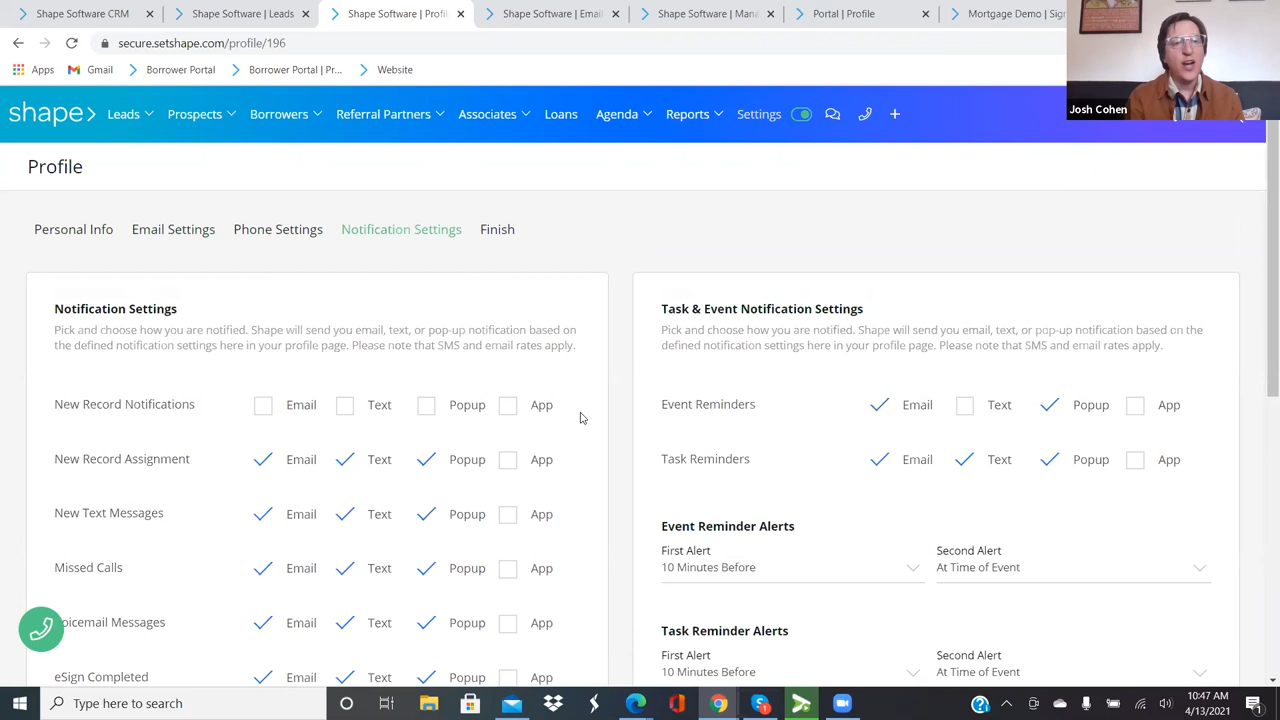 Shape Software CRM
Shape Software | Leads
Shape Software | Profil
Shape Software | Email
Shape Software | Mana
Portal | Profile
Mortgage Demo | Sign
secure.setshape.com/profile/196
Apps
Gmail
Borrower Portal
Borrower Portal | Pr...
Website
Josh Cohen
shape
Leads
Prospects
Borrowers
Referral Partners
Associates
Loans
Agenda
Reports
Settings
Profile
Personal Info
Email Settings
Phone Settings
Notification Settings
Finish
Notification Settings
Pick and choose how you are notified. Shape will send you email, text, or pop-up notification based on
the defined notification settings here in your profile page. Please note that SMS and email rates apply.
New Record Notifications Email Text Popup App
New Record Assignment Email Text Popup App
New Text Messages Email Text Popup App
Missed Calls Email Text Popup App
oicemail Messages Email Text Popup App
eSign Completed Email Text Popup App
Task & Event Notification Settings
Pick and choose how you are notified. Shape will send you email, text, or pop-up notification based on the
defined notification settings here in your profile page. Please note that SMS and email rates apply.
Event Reminders Email Text Popup App
Task Reminders Email Text Popup App
Event Reminder Alerts
First Alert Second Alert
10 Minutes Before At Time of Event
Task Reminder Alerts
First Alert Second Alert
10 Minutes Before At Time of Event
Type here to search
10:47 AM
4/13/2021